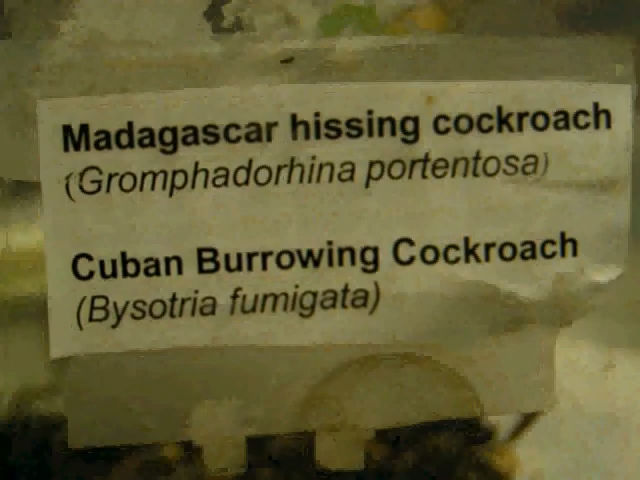 Madagascar hissing cockroach
(Gromphadorhina portentosa)
Cuban Burrowing Cockroach
(Bysotria fumigata)